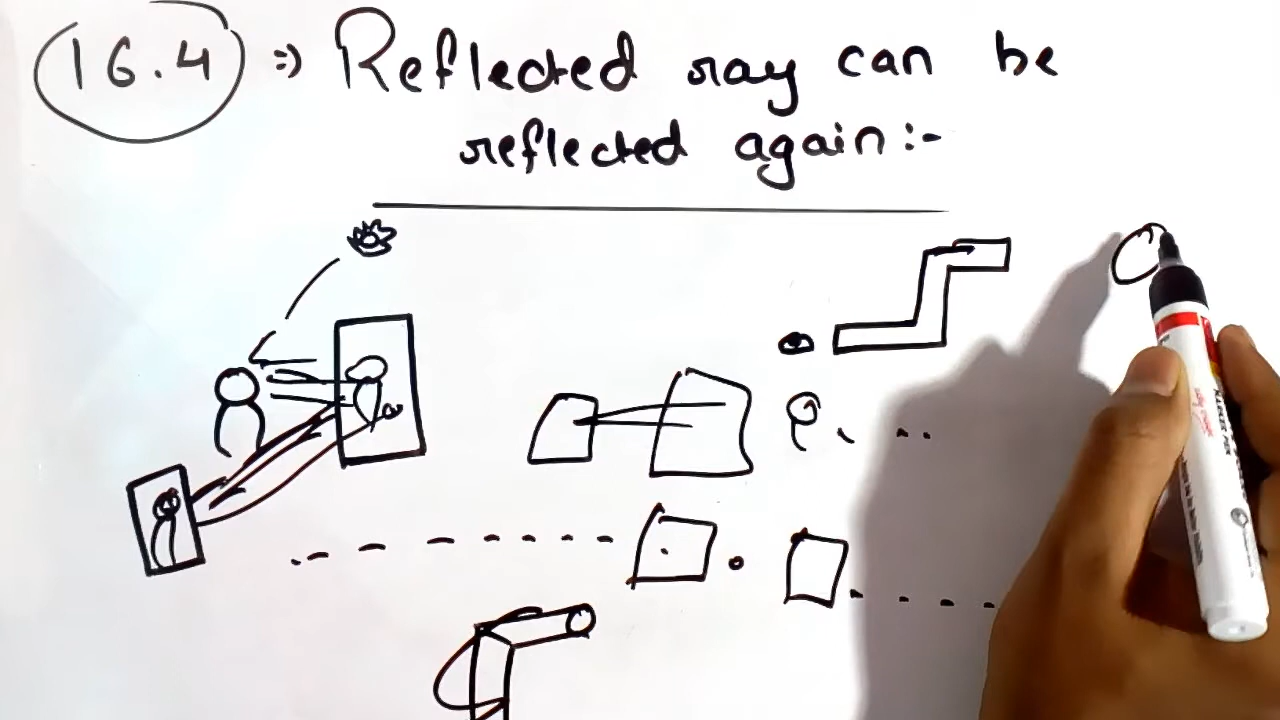 16.4 => Reflected ray can be
reflected again:-